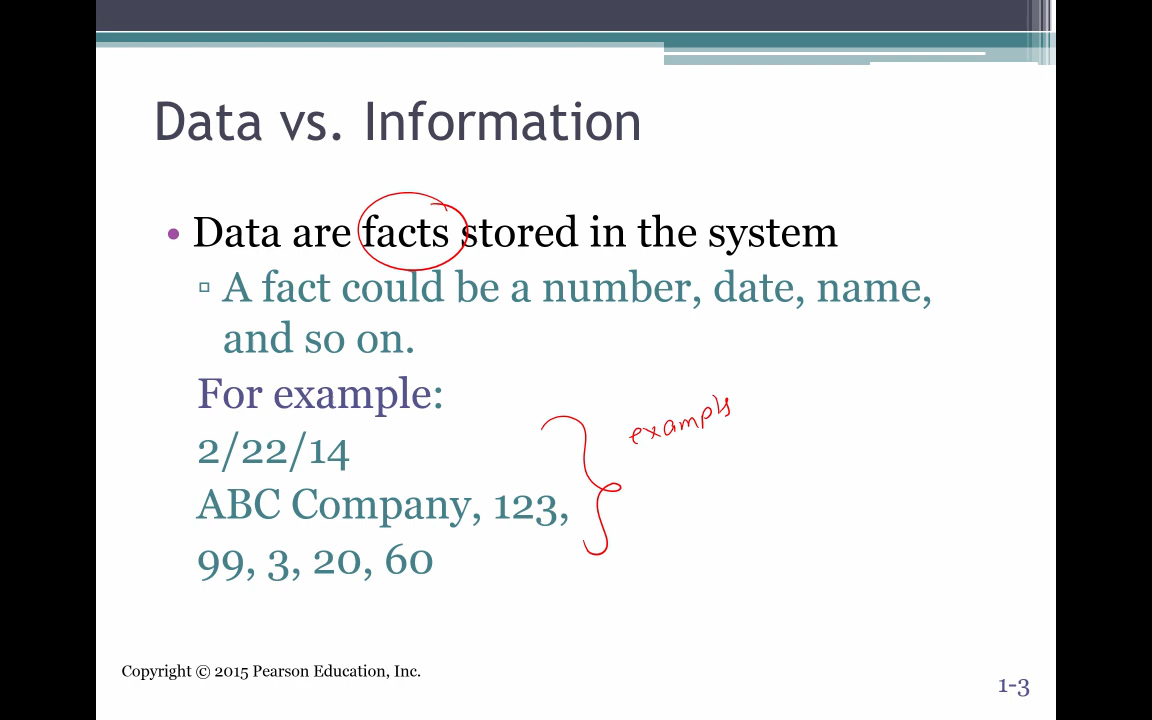 Data vs. Information
• Data are facts stored in the system
▫ A fact could be a number, date, name,
and so on.
For example:
2/22/14
example
ABC Company, 123,
99, 3, 20, 60
Copyright © 2015 Pearson Education, Inc.
1-3